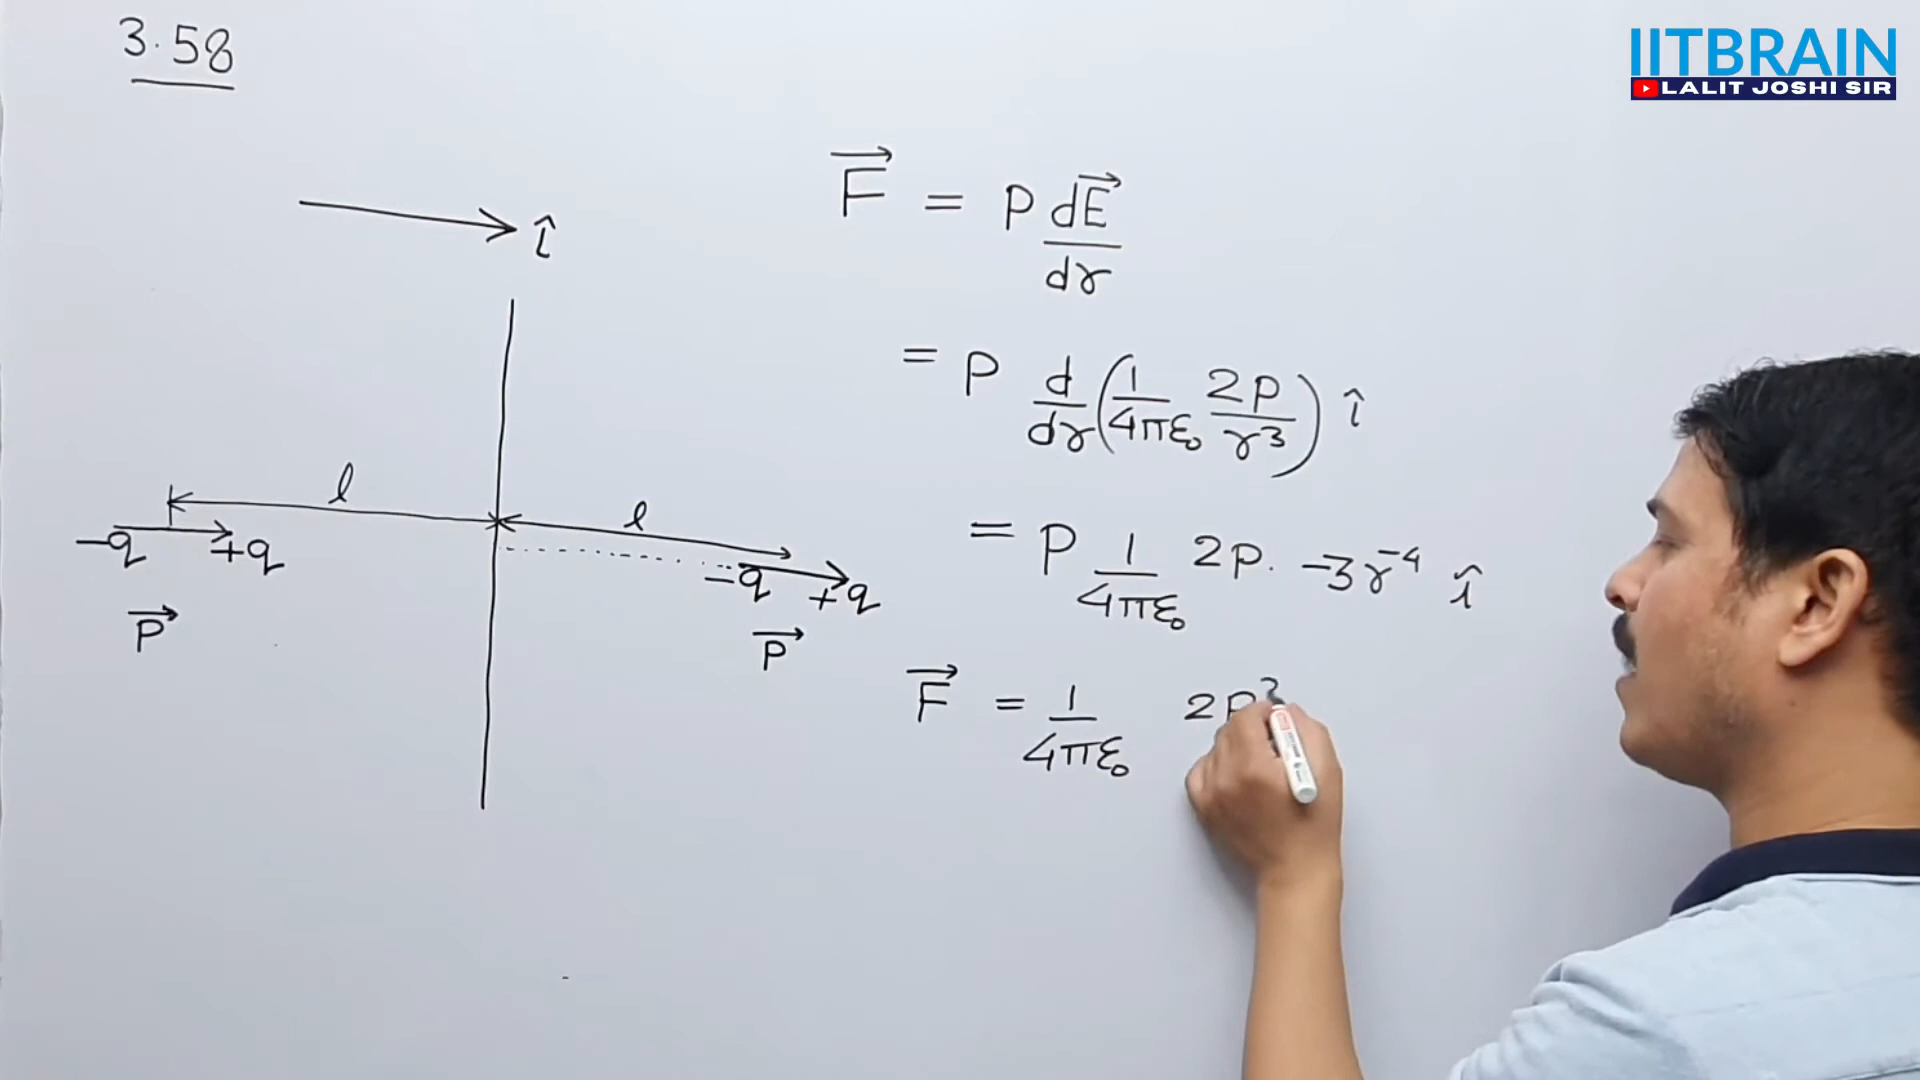 3.58
IITBRAIN
LALIT JOSHI SIR
î
F⃗ = P dE⃗/dr
= P d/dr (1/4πε₀ 2p/r³) î
= P 1/4πε₀ 2p. -3r⁻⁴ î
F⃗ = 1/4πε₀ 2P
l
l
-q +q
P⃗
-q +q
P⃗